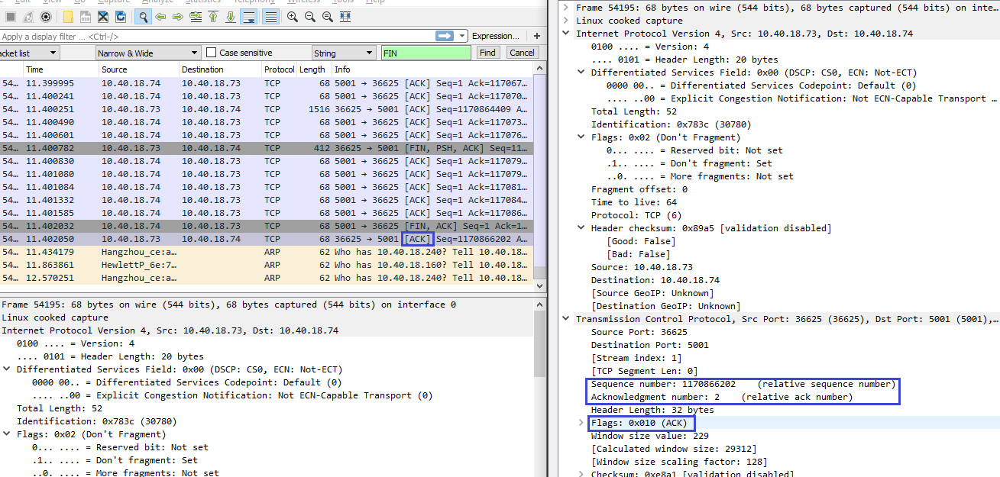 Edit View Go Capture Analyze Statistics Telephony Wireless Tools Help
Apply a display filter ... <Ctrl-/>
Expression... +
acket list Narrow & Wide Case sensitive String FIN Find Cancel
Time Source Destination Protocol Length Info
54... 11.399995 10.40.18.74 10.40.18.73 TCP 68 5001 → 36625 [ACK] Seq=1 Ack=117067...
54... 11.400241 10.40.18.74 10.40.18.73 TCP 68 5001 → 36625 [ACK] Seq=1 Ack=117070...
54... 11.400251 10.40.18.73 10.40.18.74 TCP 1516 36625 → 5001 [ACK] Seq=1170864409 A...
54... 11.400490 10.40.18.74 10.40.18.73 TCP 68 5001 → 36625 [ACK] Seq=1 Ack=117073...
54... 11.400601 10.40.18.74 10.40.18.73 TCP 68 5001 → 36625 [ACK] Seq=1 Ack=117076...
54... 11.400782 10.40.18.73 10.40.18.74 TCP 412 36625 → 5001 [FIN, PSH, ACK] Seq=11...
54... 11.400830 10.40.18.74 10.40.18.73 TCP 68 5001 → 36625 [ACK] Seq=1 Ack=117079...
54... 11.401080 10.40.18.74 10.40.18.73 TCP 68 5001 → 36625 [ACK] Seq=1 Ack=117079...
54... 11.401084 10.40.18.74 10.40.18.73 TCP 68 5001 → 36625 [ACK] Seq=1 Ack=117081...
54... 11.401332 10.40.18.74 10.40.18.73 TCP 68 5001 → 36625 [ACK] Seq=1 Ack=117084...
54... 11.401585 10.40.18.74 10.40.18.73 TCP 68 5001 → 36625 [ACK] Seq=1 Ack=117086...
54... 11.402032 10.40.18.74 10.40.18.73 TCP 68 5001 → 36625 [FIN, ACK] Seq=1 Ack=1...
54... 11.402050 10.40.18.73 10.40.18.74 TCP 68 36625 → 5001 [ACK] Seq=1170866202 A...
54... 11.434179 Hangzhou_ce:a... ARP 62 Who has 10.40.18.240? Tell 10.40.18...
54... 11.863861 HewlettP_6e:7... ARP 62 Who has 10.40.18.160? Tell 10.40.18...
54... 12.570251 Hangzhou_ce:a... ARP 62 Who has 10.40.18.240? Tell 10.40.18...
Frame 54195: 68 bytes on wire (544 bits), 68 bytes captured (544 bits) on interface 0
Linux cooked capture
Internet Protocol Version 4, Src: 10.40.18.73, Dst: 10.40.18.74
0100 .... = Version: 4
.... 0101 = Header Length: 20 bytes
Differentiated Services Field: 0x00 (DSCP: CS0, ECN: Not-ECT)
0000 00.. = Differentiated Services Codepoint: Default (0)
.... ..00 = Explicit Congestion Notification: Not ECN-Capable Transport (0)
Total Length: 52
Identification: 0x783c (30780)
Flags: 0x02 (Don't Fragment)
0... .... = Reserved bit: Not set
.1.. .... = Don't fragment: Set
..0. .... = More fragments: Not set
Frame 54195: 68 bytes on wire (544 bits), 68 bytes captured (544 bits) on inte...
Linux cooked capture
Internet Protocol Version 4, Src: 10.40.18.73, Dst: 10.40.18.74
0100 .... = Version: 4
.... 0101 = Header Length: 20 bytes
Differentiated Services Field: 0x00 (DSCP: CS0, ECN: Not-ECT)
0000 00.. = Differentiated Services Codepoint: Default (0)
.... ..00 = Explicit Congestion Notification: Not ECN-Capable Transport ...
Total Length: 52
Identification: 0x783c (30780)
Flags: 0x02 (Don't Fragment)
0... .... = Reserved bit: Not set
.1.. .... = Don't fragment: Set
..0. .... = More fragments: Not set
Fragment offset: 0
Time to live: 64
Protocol: TCP (6)
Header checksum: 0x89a5 [validation disabled]
[Good: False]
[Bad: False]
Source: 10.40.18.73
Destination: 10.40.18.74
[Source GeoIP: Unknown]
[Destination GeoIP: Unknown]
Transmission Control Protocol, Src Port: 36625 (36625), Dst Port: 5001 (5001),...
Source Port: 36625
Destination Port: 5001
[Stream index: 1]
[TCP Segment Len: 0]
Sequence number: 1170866202 (relative sequence number)
Acknowledgment number: 2 (relative ack number)
Header Length: 32 bytes
Flags: 0x010 (ACK)
Window size value: 229
[Calculated window size: 29312]
[Window size scaling factor: 128]
Checksum: 0xe8a1 [validation disabled]